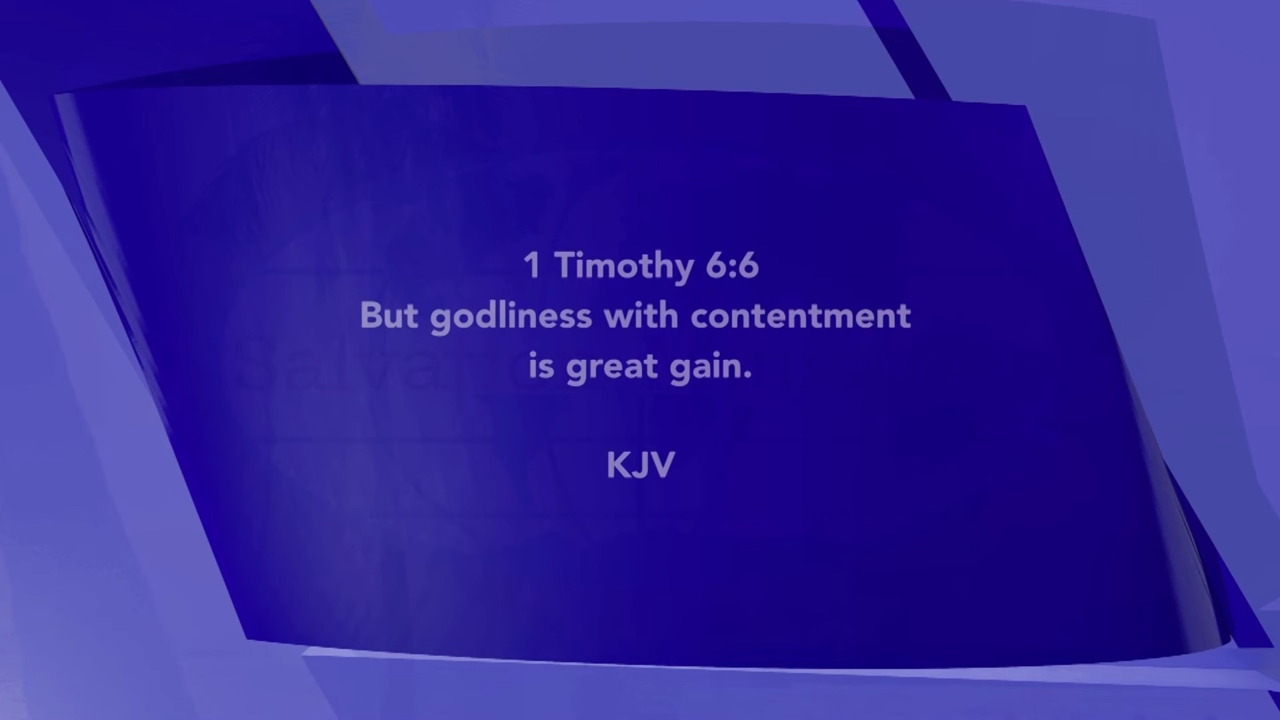 1 Timothy 6:6
But godliness with contentment
is great gain.
KJV